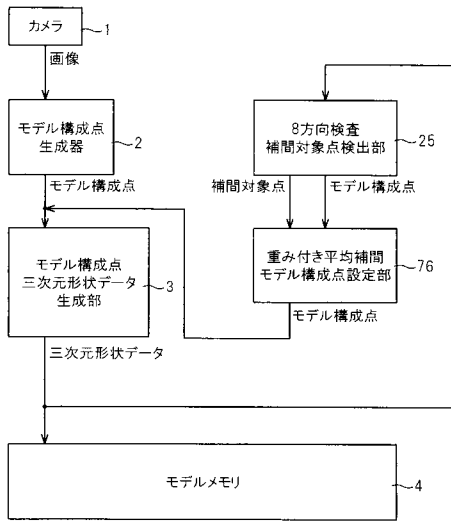 カメラ
1
画像
モデル構成点
生成器
2
モデル構成点
モデル構成点
三次元形状データ
生成部
3
三次元形状データ
8方向検査
補間対象点検出部
25
補間対象点
モデル構成点
重み付き平均補間
モデル構成点設定部
76
モデル構成点
モデルメモリ
4